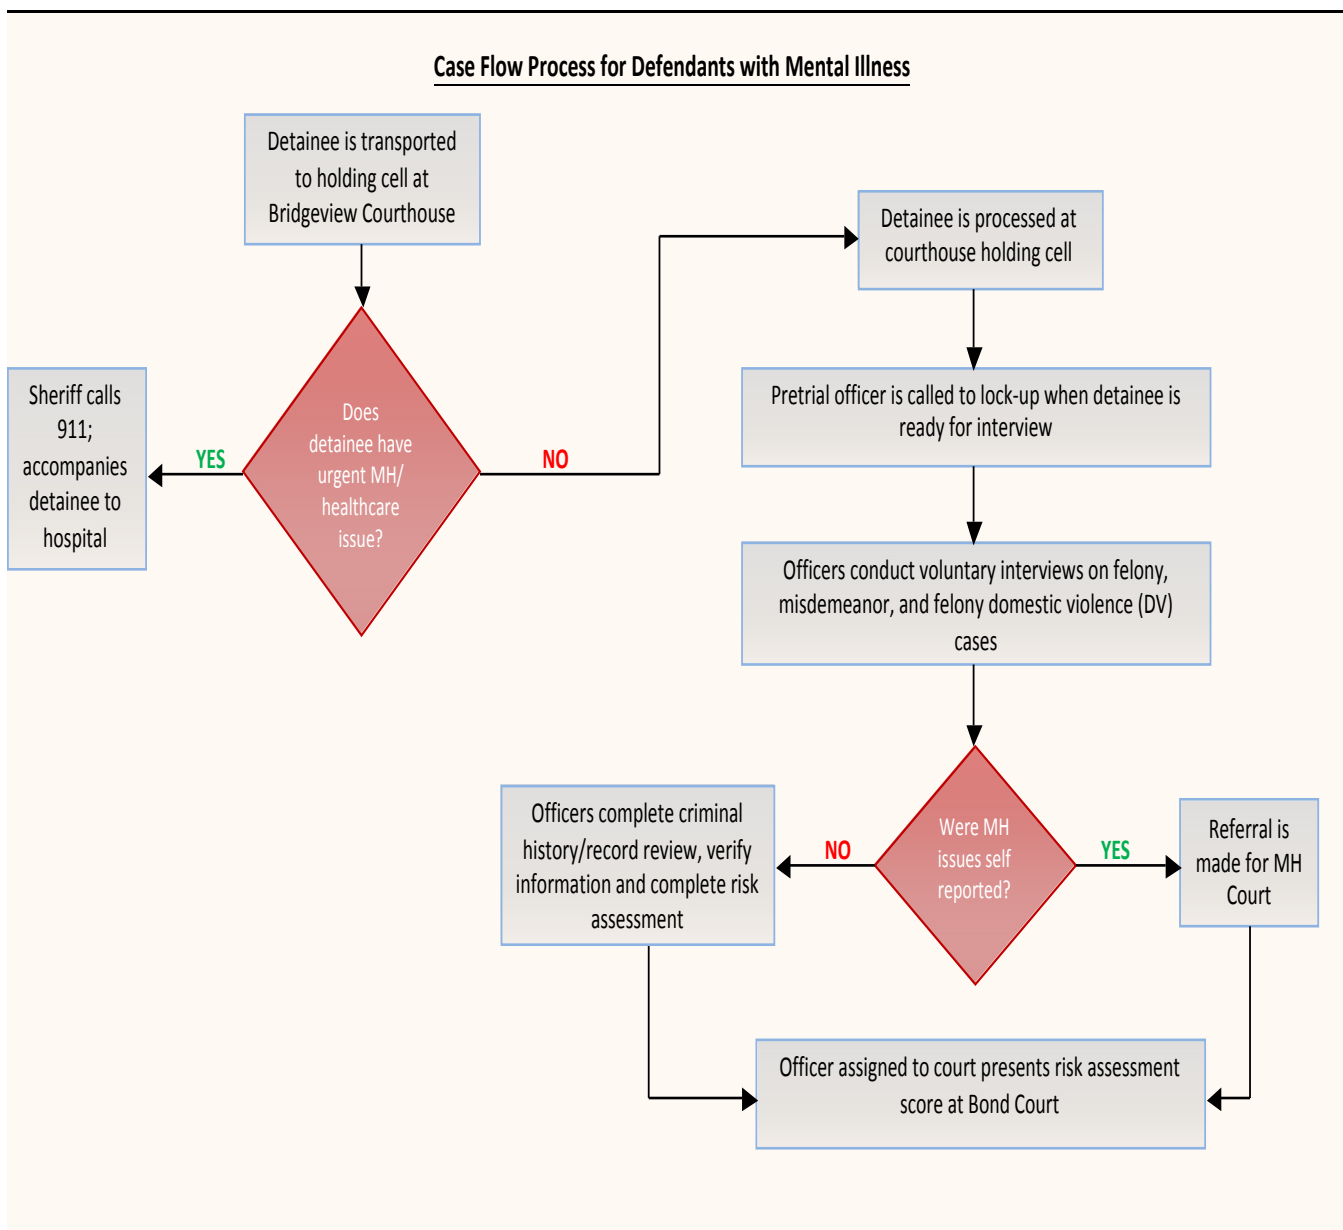 Case Flow Process for Defendants with Mental Illness
Detainee is transported
to holding cell at
Bridgeview Courthouse
Detainee is processed at
courthouse holding cell
Sheriff calls
911;
accompanies
detainee to
hospital
YES
Does
detainee have
urgent MH/
healthcare
issue?
NO
Pretrial officer is called to lock-up when detainee is
ready for interview
Officers conduct voluntary interviews on felony,
misdemeanor, and felony domestic violence (DV)
cases
Officers complete criminal
history/record review, verify
information and complete risk
assessment
NO
Were MH
issues self
reported?
YES
Referral is
made for MH
Court
Officer assigned to court presents risk assessment
score at Bond Court